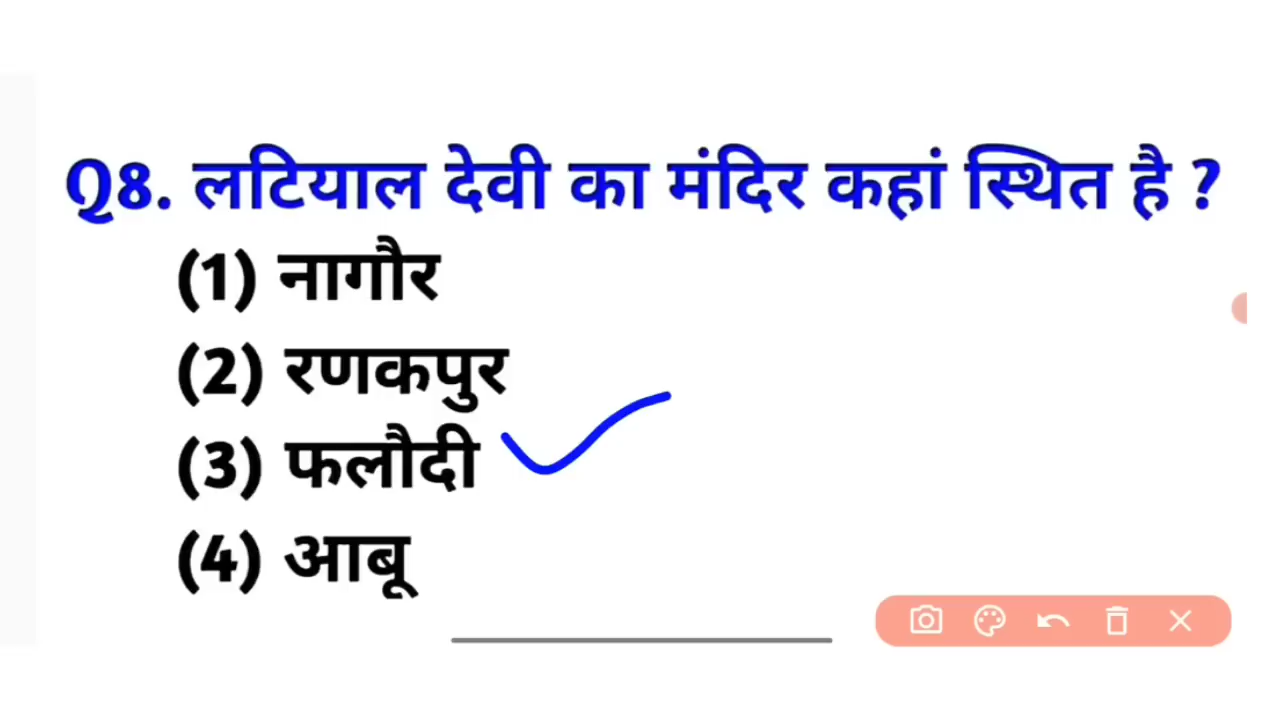 Q8. लटियाल देवी का मंदिर कहां स्थित है ?
(1) नागौर
(2) रणकपुर
(3) फलौदी
(4) आबू